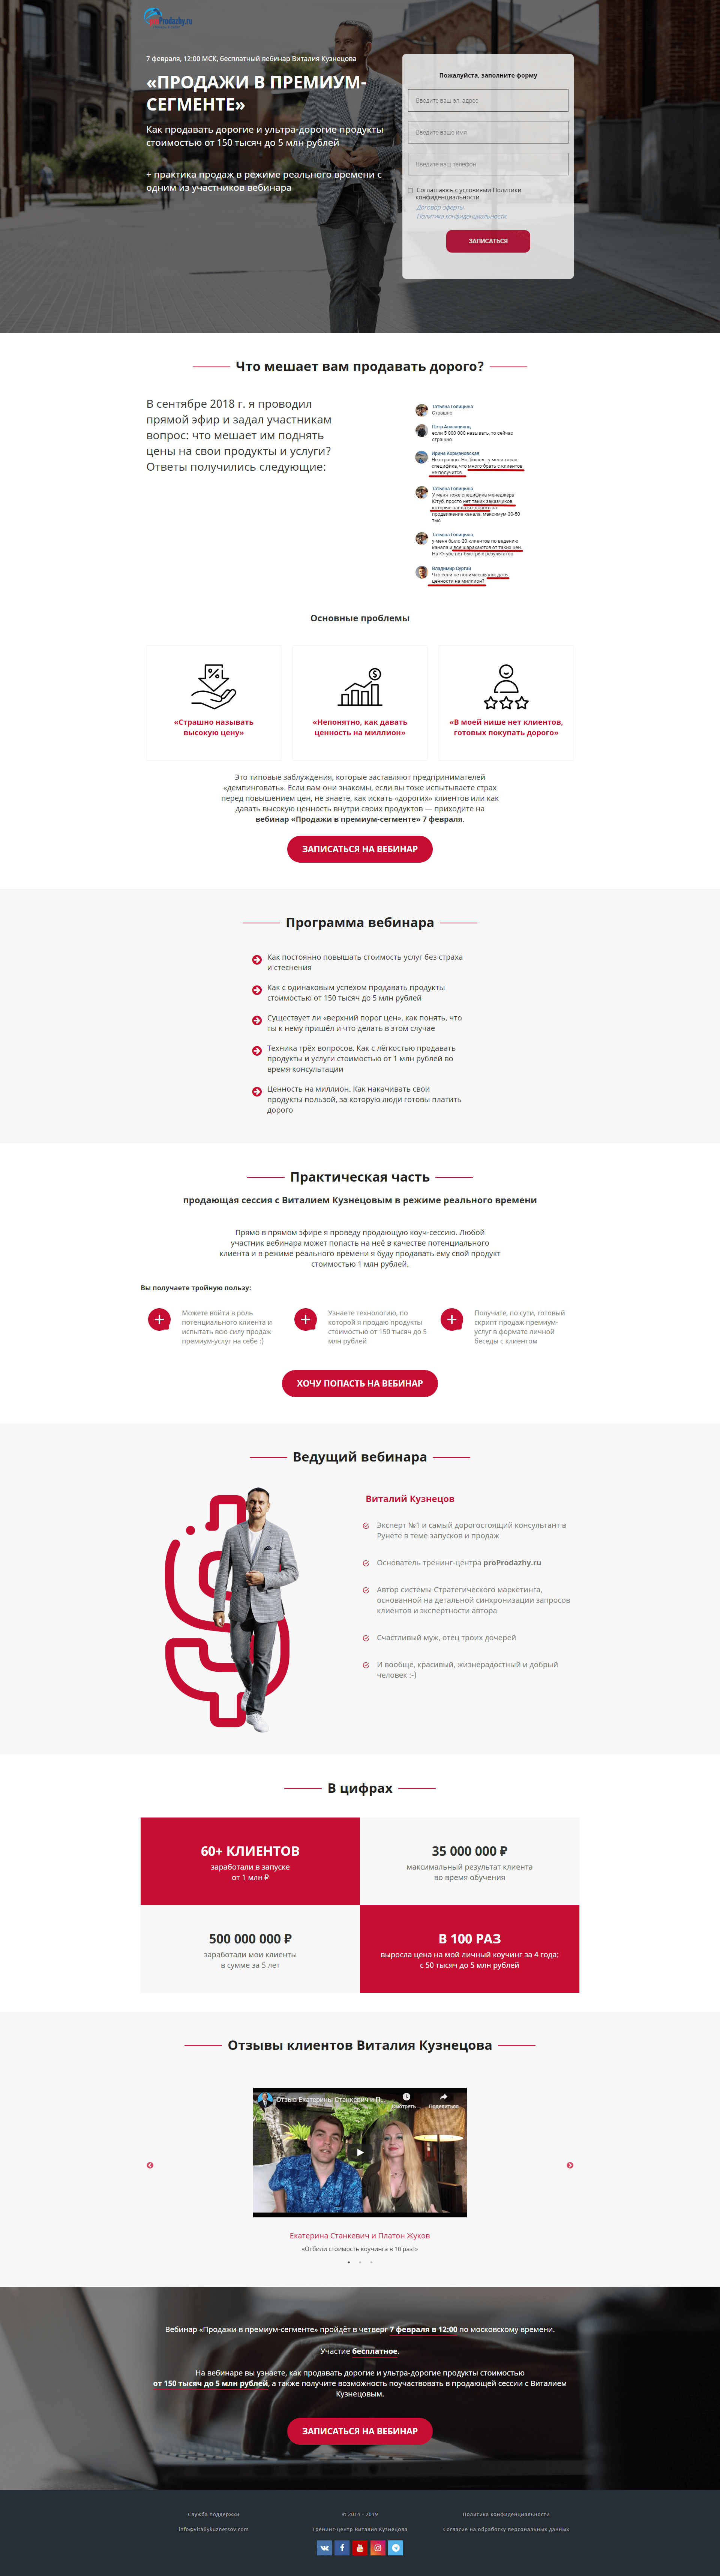 proProdazhy.ru
7 февраля, 12:00 МСК, бесплатный вебинар Виталия Кузнецова
«ПРОДАЖИ В ПРЕМИУМ-
СЕГМЕНТЕ»
Как продавать дорогие и ультра-дорогие продукты
стоимостью от 150 тысяч до 5 млн рублей
+ практика продаж в режиме реального времени с
одним из участников вебинара
Пожалуйста, заполните форму
Введите ваш эл. адрес
Введите ваше имя
Введите ваш телефон
Соглашаюсь с условиями Политики
конфиденциальности
Договор оферты
Политика конфиденциальности
ЗАПИСАТЬСЯ
Что мешает вам продавать дорого?
В сентябре 2018 г. я проводил
прямой эфир и задал участникам
вопрос: что мешает им поднять
цены на свои продукты и услуги?
Ответы получились следующие:
Татьяна Голицына
Страшно
Петр Авасапьянц
если 5 000 000 называть, то сейчас
страшно.
Ирина Кормановская
Не страшно. Но, боюсь - у меня такая
специфика, что много брать с клиентов
не получится.
Татьяна Голицына
У меня тоже специфика менеджера
Ютуб, просто нет таких заказчиков
которые заплатят дорого за
продвижение канала, максимум 30-50
тыс
Татьяна Голицына
у меня было 20 клиентов по ведению
канала и все шарахаются от таких цен.
На Ютубе нет быстрых результатов
Владимир Сургай
Что если не понимаешь как дать
ценности на миллион?
Основные проблемы
«Страшно называть
высокую цену»
«Непонятно, как давать
ценность на миллион»
«В моей нише нет клиентов,
готовых покупать дорого»
Это типовые заблуждения, которые заставляют предпринимателей
«демпинговать». Если вам они знакомы, если вы тоже испытываете страх
перед повышением цен, не знаете, как искать «дорогих» клиентов или как
давать высокую ценность внутри своих продуктов — приходите на
вебинар «Продажи в премиум-сегменте» 7 февраля.
ЗАПИСАТЬСЯ НА ВЕБИНАР
Программа вебинара
Как постоянно повышать стоимость услуг без страха
и стеснения
Как с одинаковым успехом продавать продукты
стоимостью от 150 тысяч до 5 млн рублей
Существует ли «верхний порог цен», как понять, что
ты к нему пришёл и что делать в этом случае
Техника трёх вопросов. Как с лёгкостью продавать
продукты и услуги стоимостью от 1 млн рублей во
время консультации
Ценность на миллион. Как накачивать свои
продукты пользой, за которую люди готовы платить
дорого
Практическая часть
продающая сессия с Виталием Кузнецовым в режиме реального времени
Прямо в прямом эфире я проведу продающую коуч-сессию. Любой
участник вебинара может попасть на неё в качестве потенциального
клиента и в режиме реального времени я буду продавать ему свой продукт
стоимостью 1 млн рублей.
Вы получаете тройную пользу:
Можете войти в роль
потенциального клиента и
испытать всю силу продаж
премиум-услуг на себе :)
Узнаете технологию, по
которой я продаю продукты
стоимостью от 150 тысяч до 5
млн рублей
Получите, по сути, готовый
скрипт продаж премиум-
услуг в формате личной
беседы с клиентом
ХОЧУ ПОПАСТЬ НА ВЕБИНАР
Ведущий вебинара
Виталий Кузнецов
Эксперт №1 и самый дорогостоящий консультант в
Рунете в теме запусков и продаж
Основатель тренинг-центра proProdazhy.ru
Автор системы Стратегического маркетинга,
основанной на детальной синхронизации запросов
клиентов и экспертности автора
Счастливый муж, отец троих дочерей
И вообще, красивый, жизнерадостный и добрый
человек :-)
В цифрах
60+ КЛИЕНТОВ
заработали в запуске
от 1 млн ₽
35 000 000 ₽
максимальный результат клиента
во время обучения
500 000 000 ₽
заработали мои клиенты
в сумме за 5 лет
В 100 РАЗ
выросла цена на мой личный коучинг за 4 года:
с 50 тысяч до 5 млн рублей
Отзывы клиентов Виталия Кузнецова
Отзыв Екатерины Станкевич и П...
Смотреть ...
Поделиться
Екатерина Станкевич и Платон Жуков
«Отбили стоимость коучинга в 10 раз!»
Вебинар «Продажи в премиум-сегменте» пройдёт в четверг 7 февраля в 12:00 по московскому времени.
Участие бесплатное.
На вебинаре вы узнаете, как продавать дорогие и ультра-дорогие продукты стоимостью
от 150 тысяч до 5 млн рублей, а также получите возможность поучаствовать в продающей сессии с Виталием
Кузнецовым.
ЗАПИСАТЬСЯ НА ВЕБИНАР
Служба поддержки
info@vitaliykuznetsov.com
© 2014 - 2019
Тренинг-центр Виталия Кузнецова
Политика конфиденциальности
Согласие на обработку персональных данных